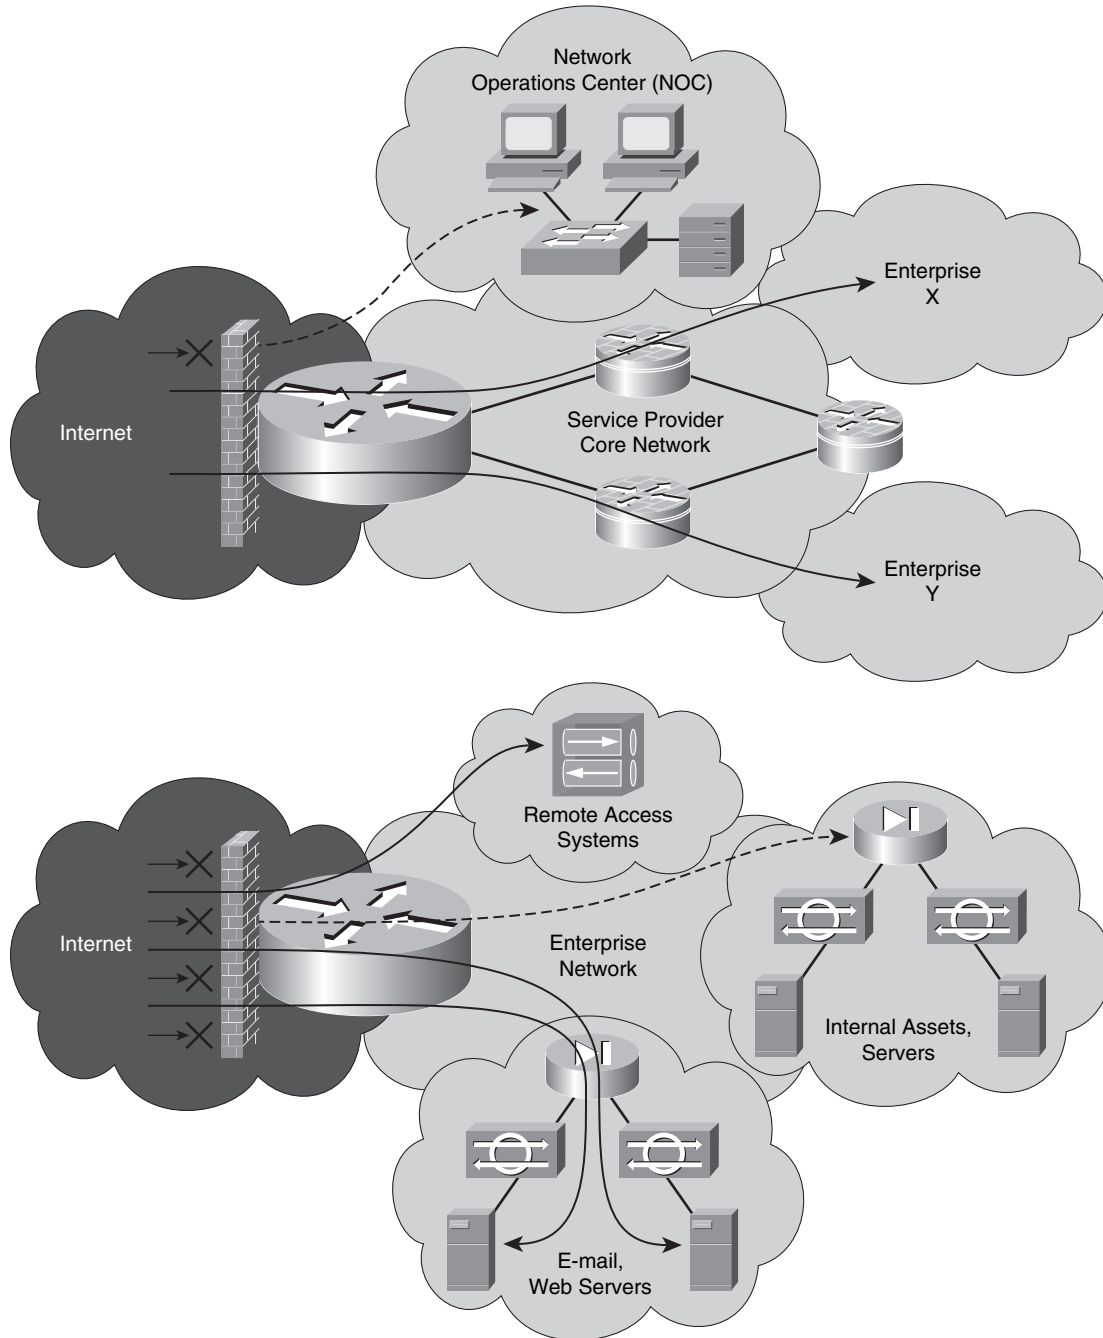 Network
Operations Center (NOC)
Enterprise
X
Internet
Service Provider
Core Network
Enterprise
Y
Remote Access
Systems
Internet
Enterprise
Network
Internal Assets,
Servers
E-mail,
Web Servers